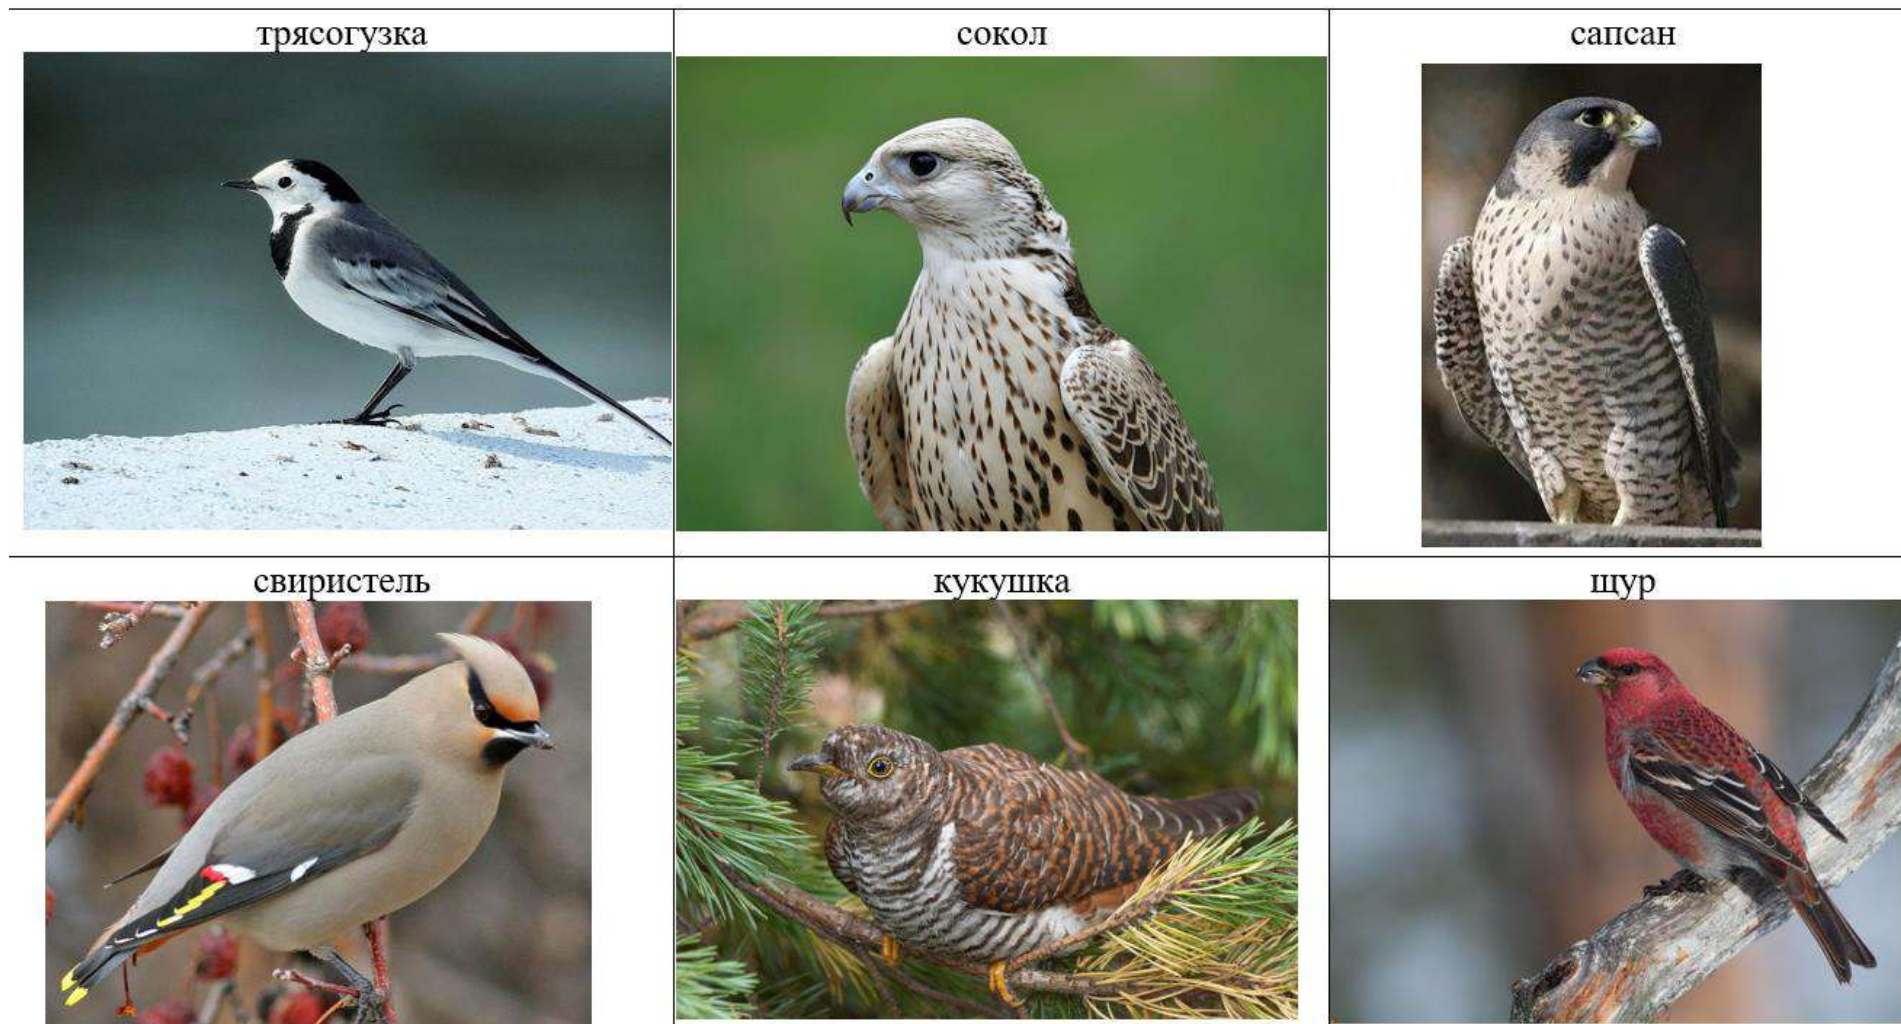 трясогузка
сокол
сапсан
свиристель
кукушка
щур